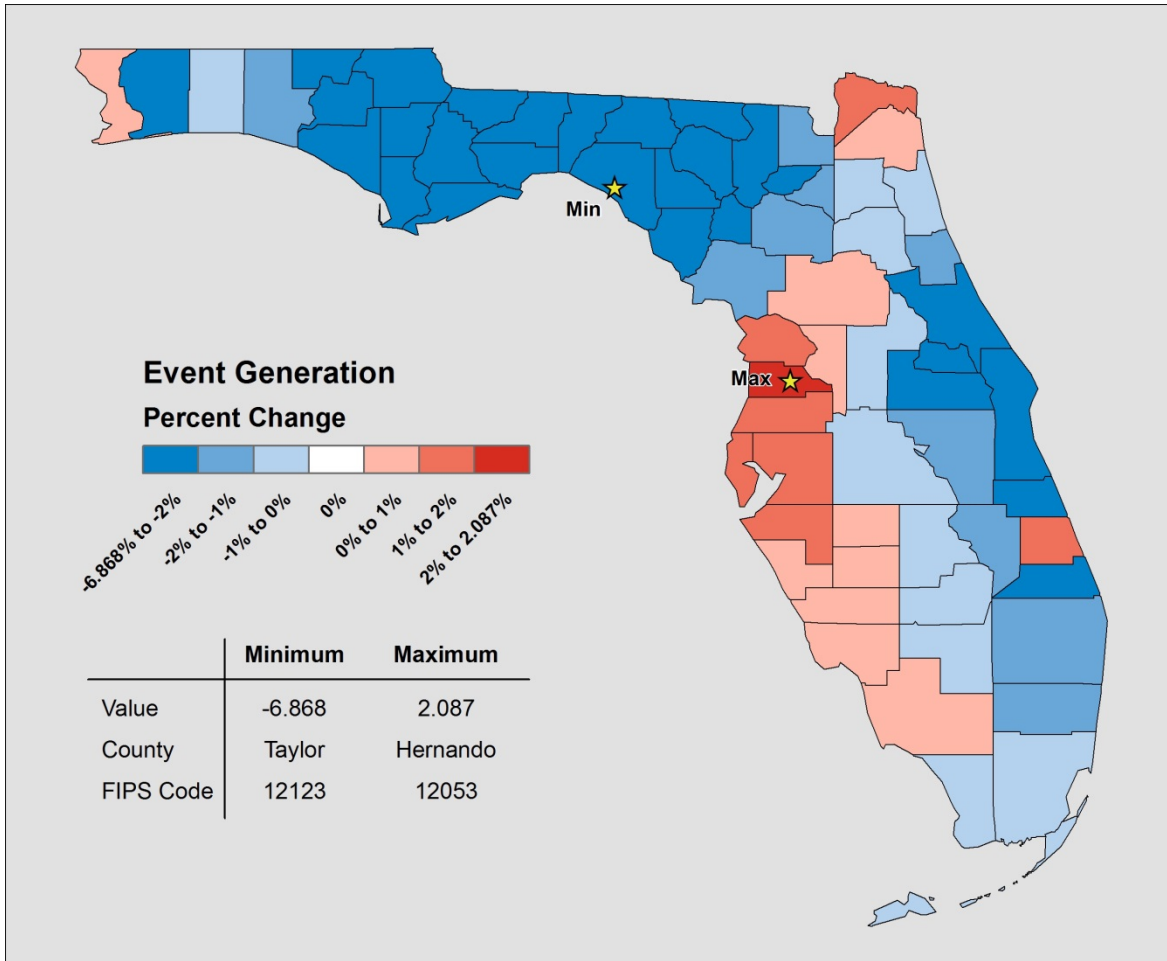 Min
Max
Event Generation
Percent Change
-6.868% to -2%
-2% to -1%
-1% to 0%
0%
0% to 1%
1% to 2%
2% to 2.087%
Minimum Maximum
Value -6.868 2.087
County Taylor Hernando
FIPS Code 12123 12053